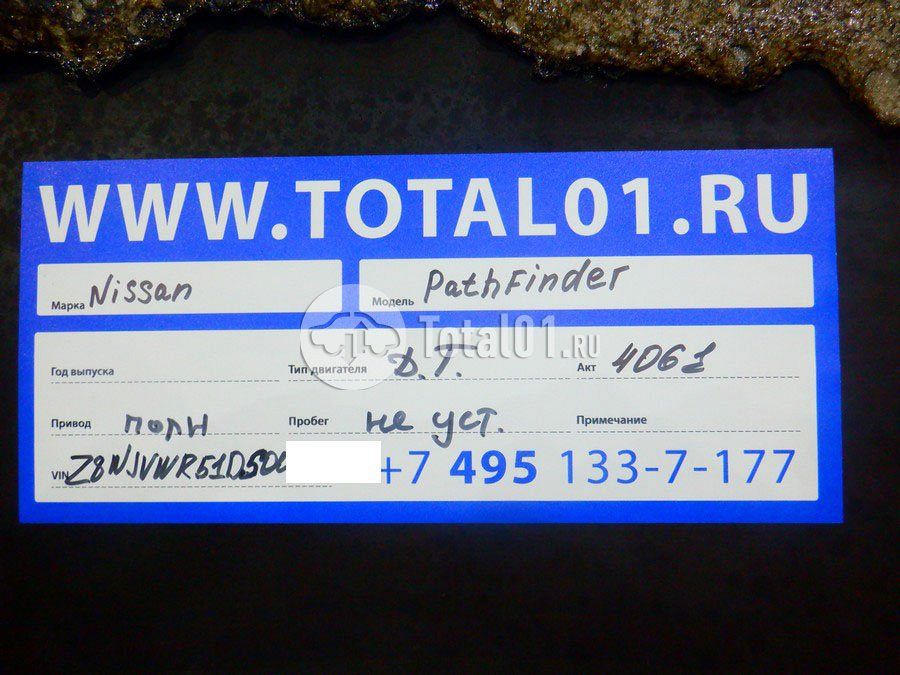 WWW.TOTAL01.RU
Марка Nissan Модель Pathfinder
Total01.RU
Год выпуска Тип двигателя Д.Т. Акт 4061
Привод полн Пробег не уст. Примечание
VIN Z8NJVWR51DS00 +7 495 133-7-177